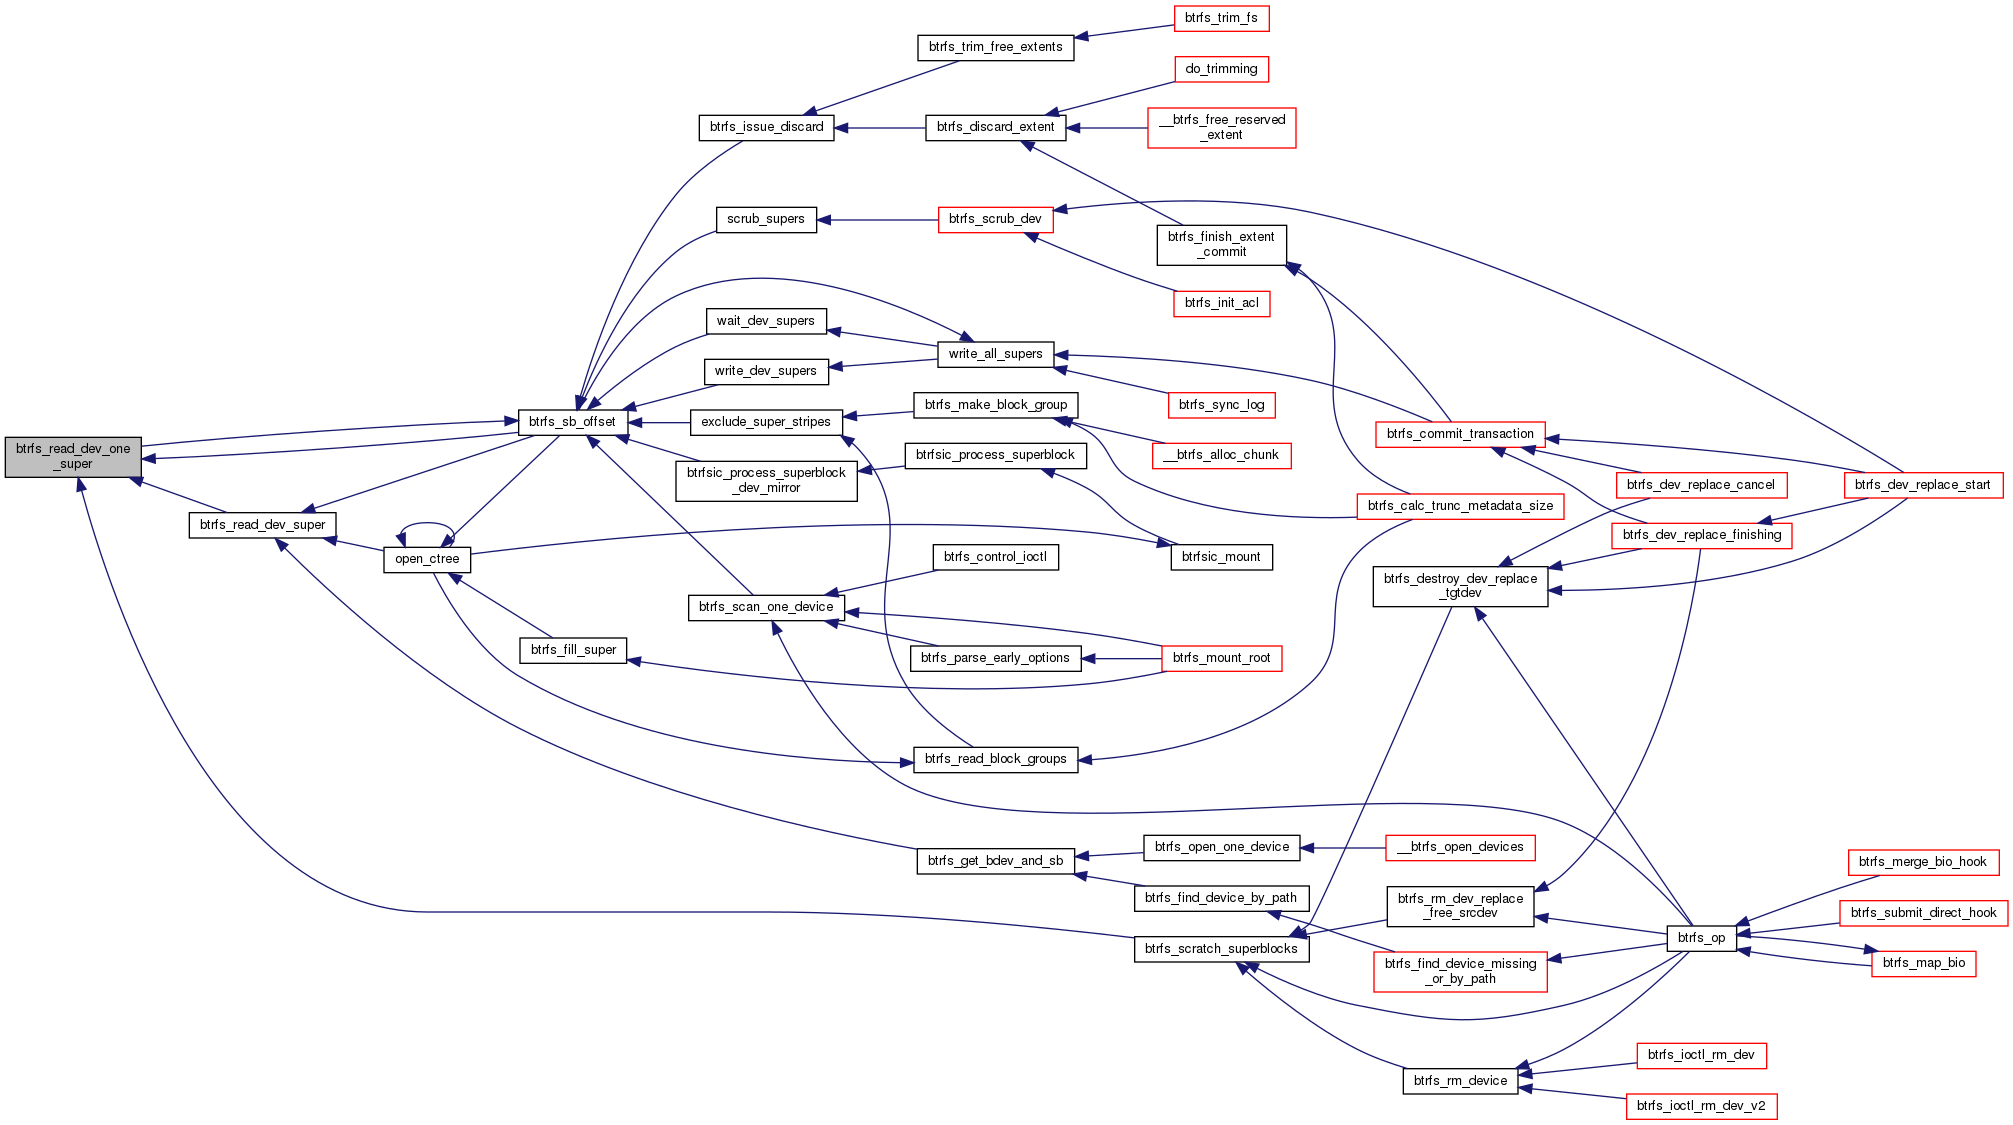 btrfs_trim_fs
btrfs_trim_free_extents
do_trimming
btrfs_issue_discard
btrfs_discard_extent
__btrfs_free_reserved
_extent
scrub_supers
btrfs_scrub_dev
btrfs_finish_extent
_commit
btrfs_init_acl
wait_dev_supers
write_all_supers
write_dev_supers
btrfs_sync_log
btrfs_make_block_group
btrfs_sb_offset
exclude_super_stripes
btrfs_commit_transaction
btrfs_read_dev_one
_super
btrfsic_process_superblock
__btrfs_alloc_chunk
btrfsic_process_superblock
_dev_mirror
btrfs_dev_replace_cancel
btrfs_dev_replace_start
btrfs_calc_trunc_metadata_size
btrfs_read_dev_super
btrfs_dev_replace_finishing
open_ctree
btrfs_control_ioctl
btrfsic_mount
btrfs_destroy_dev_replace
_tgtdev
btrfs_scan_one_device
btrfs_fill_super
btrfs_parse_early_options
btrfs_mount_root
btrfs_read_block_groups
btrfs_get_bdev_and_sb
btrfs_open_one_device
__btrfs_open_devices
btrfs_merge_bio_hook
btrfs_find_device_by_path
btrfs_rm_dev_replace
_free_srcdev
btrfs_submit_direct_hook
btrfs_scratch_superblocks
btrfs_op
btrfs_find_device_missing
_or_by_path
btrfs_map_bio
btrfs_ioctl_rm_dev
btrfs_rm_device
btrfs_ioctl_rm_dev_v2